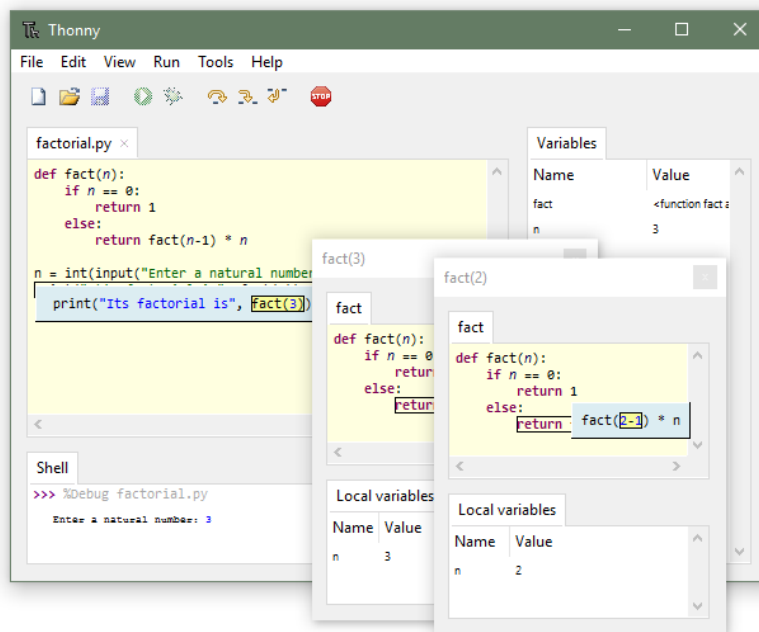 Thonny
File Edit View Run Tools Help
STOP
factorial.py
def fact(n):
if n == 0:
return 1
else:
return fact(n-1) * n
n = int(input("Enter a natural number
print("Its factorial is", fact(3))
Shell
>>> %Debug factorial.py
Enter a natural number: 3
Variables
Name Value
fact <function fact a
n 3
fact(3)
fact
def fact(n):
if n == 0
retur
else:
retur
Local variables
Name Value
n 3
fact(2)
fact
def fact(n):
if n == 0:
return 1
else:
return
fact(2-1) * n
Local variables
Name Value
n 2